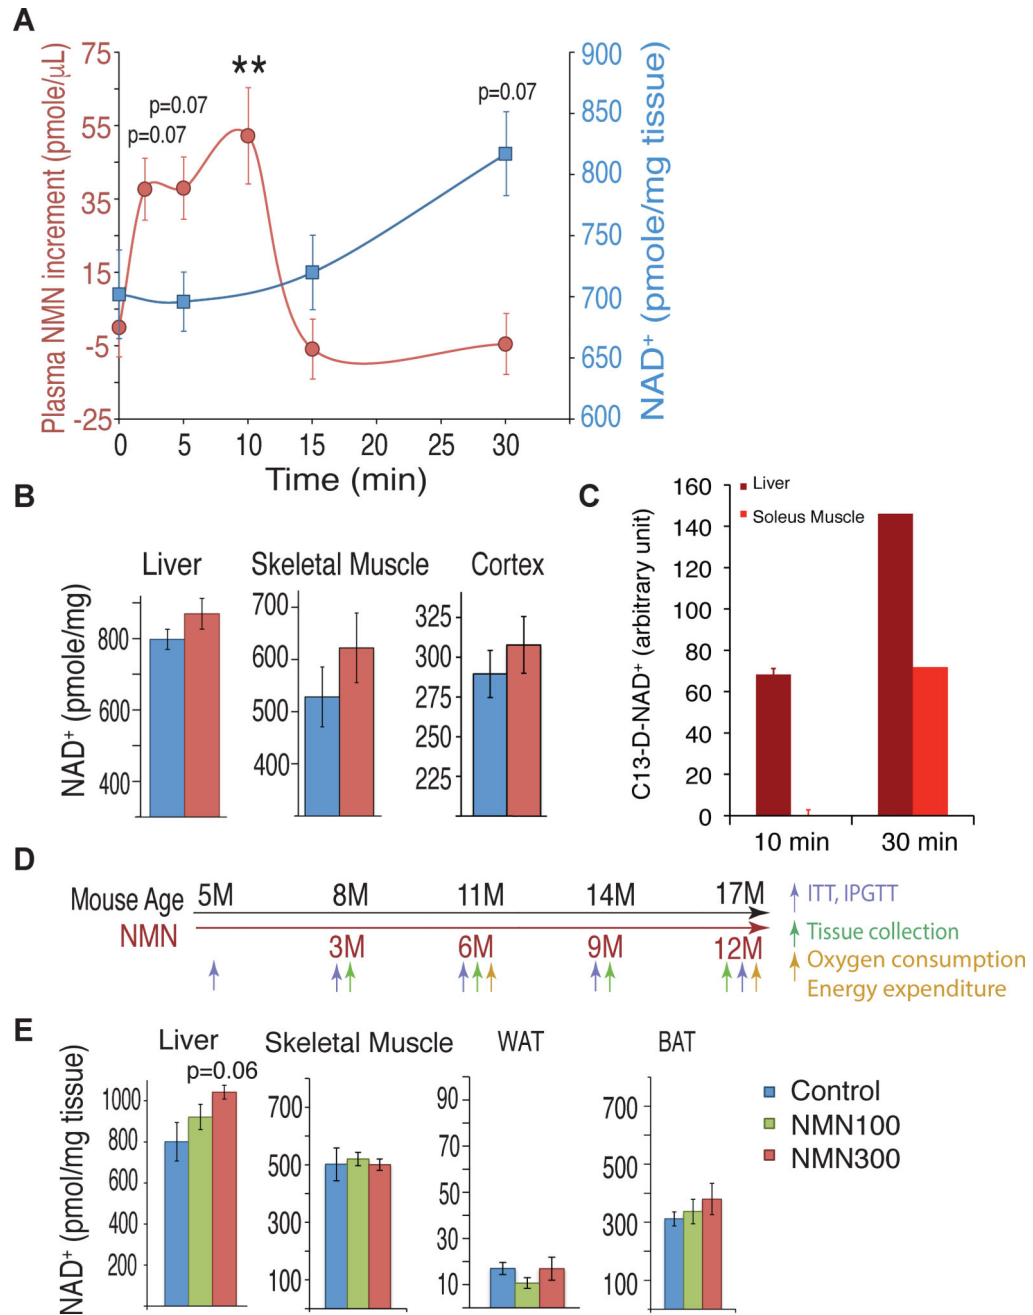 A
Plasma NMN increment (pmole/μL)
75
55
35
15
-5
-25
p=0.07
p=0.07
**
p=0.07
900
850
800
750
700
650
600
NAD⁺ (pmole/mg tissue)
0 5 10 15 20 25 30
Time (min)
B
NAD⁺ (pmole/mg)
Liver
800
600
400
Skeletal Muscle
700
600
500
400
Cortex
325
300
275
250
225
C
C13-D-NAD⁺ (arbitrary unit)
160
140
120
100
80
60
40
20
0
Liver
Soleus Muscle
10 min 30 min
D
Mouse Age 5M 8M 11M 14M 17M
NMN 3M 6M 9M 12M
ITT, IPGTT
Tissue collection
Oxygen consumption
Energy expenditure
E
NAD⁺ (pmol/mg tissue)
Liver
p=0.06
1000
800
600
400
200
Skeletal Muscle
700
500
300
100
WAT
90
70
50
30
10
BAT
700
500
300
100
Control
NMN100
NMN300